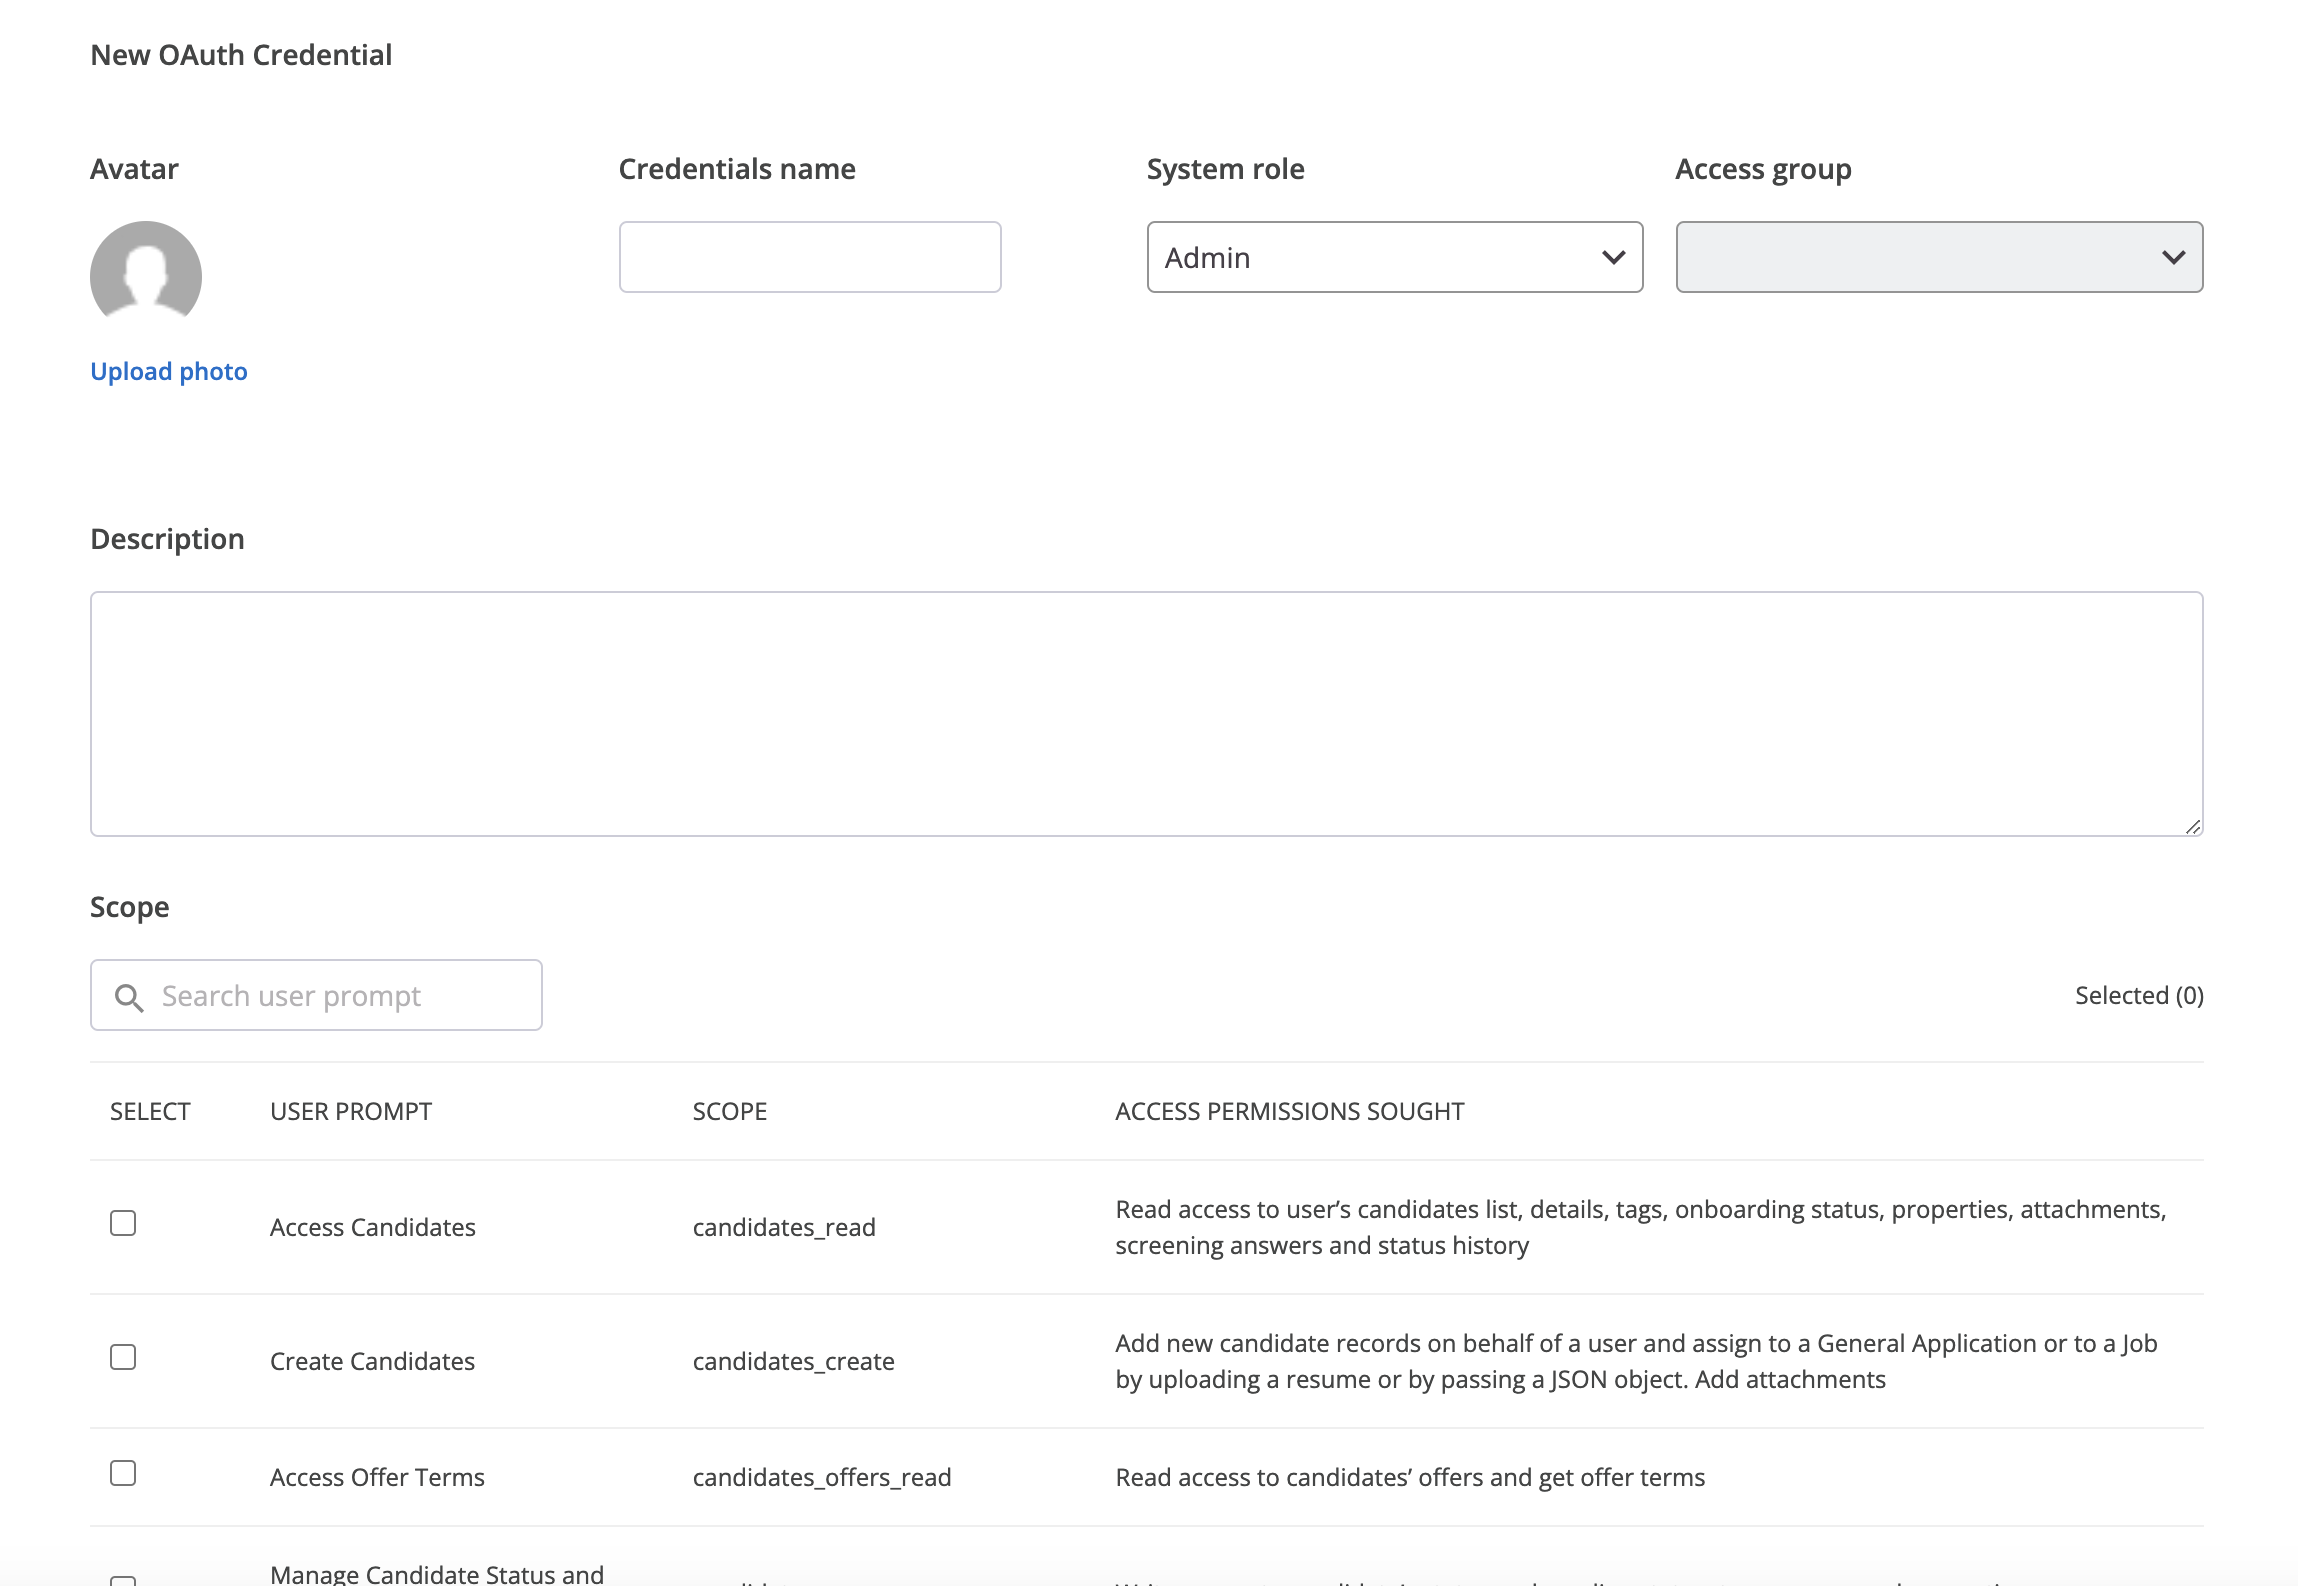 New OAuth Credential
Avatar
Credentials name
System role
Access group
Admin
Upload photo
Description
Scope
Search user prompt
Selected (0)
SELECT
USER PROMPT
SCOPE
ACCESS PERMISSIONS SOUGHT
Access Candidates
candidates_read
Read access to user’s candidates list, details, tags, onboarding status, properties, attachments,
screening answers and status history
Create Candidates
candidates_create
Add new candidate records on behalf of a user and assign to a General Application or to a Job
by uploading a resume or by passing a JSON object. Add attachments
Access Offer Terms
candidates_offers_read
Read access to candidates’ offers and get offer terms
Manage Candidate Status and